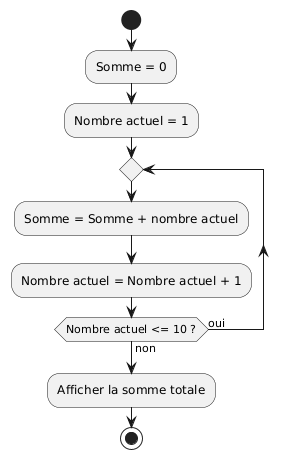 Somme = 0
Nombre actuel = 1
Somme = Somme + nombre actuel
Nombre actuel = Nombre actuel + 1
Nombre actuel <= 10 ?
oui
non
Afficher la somme totale